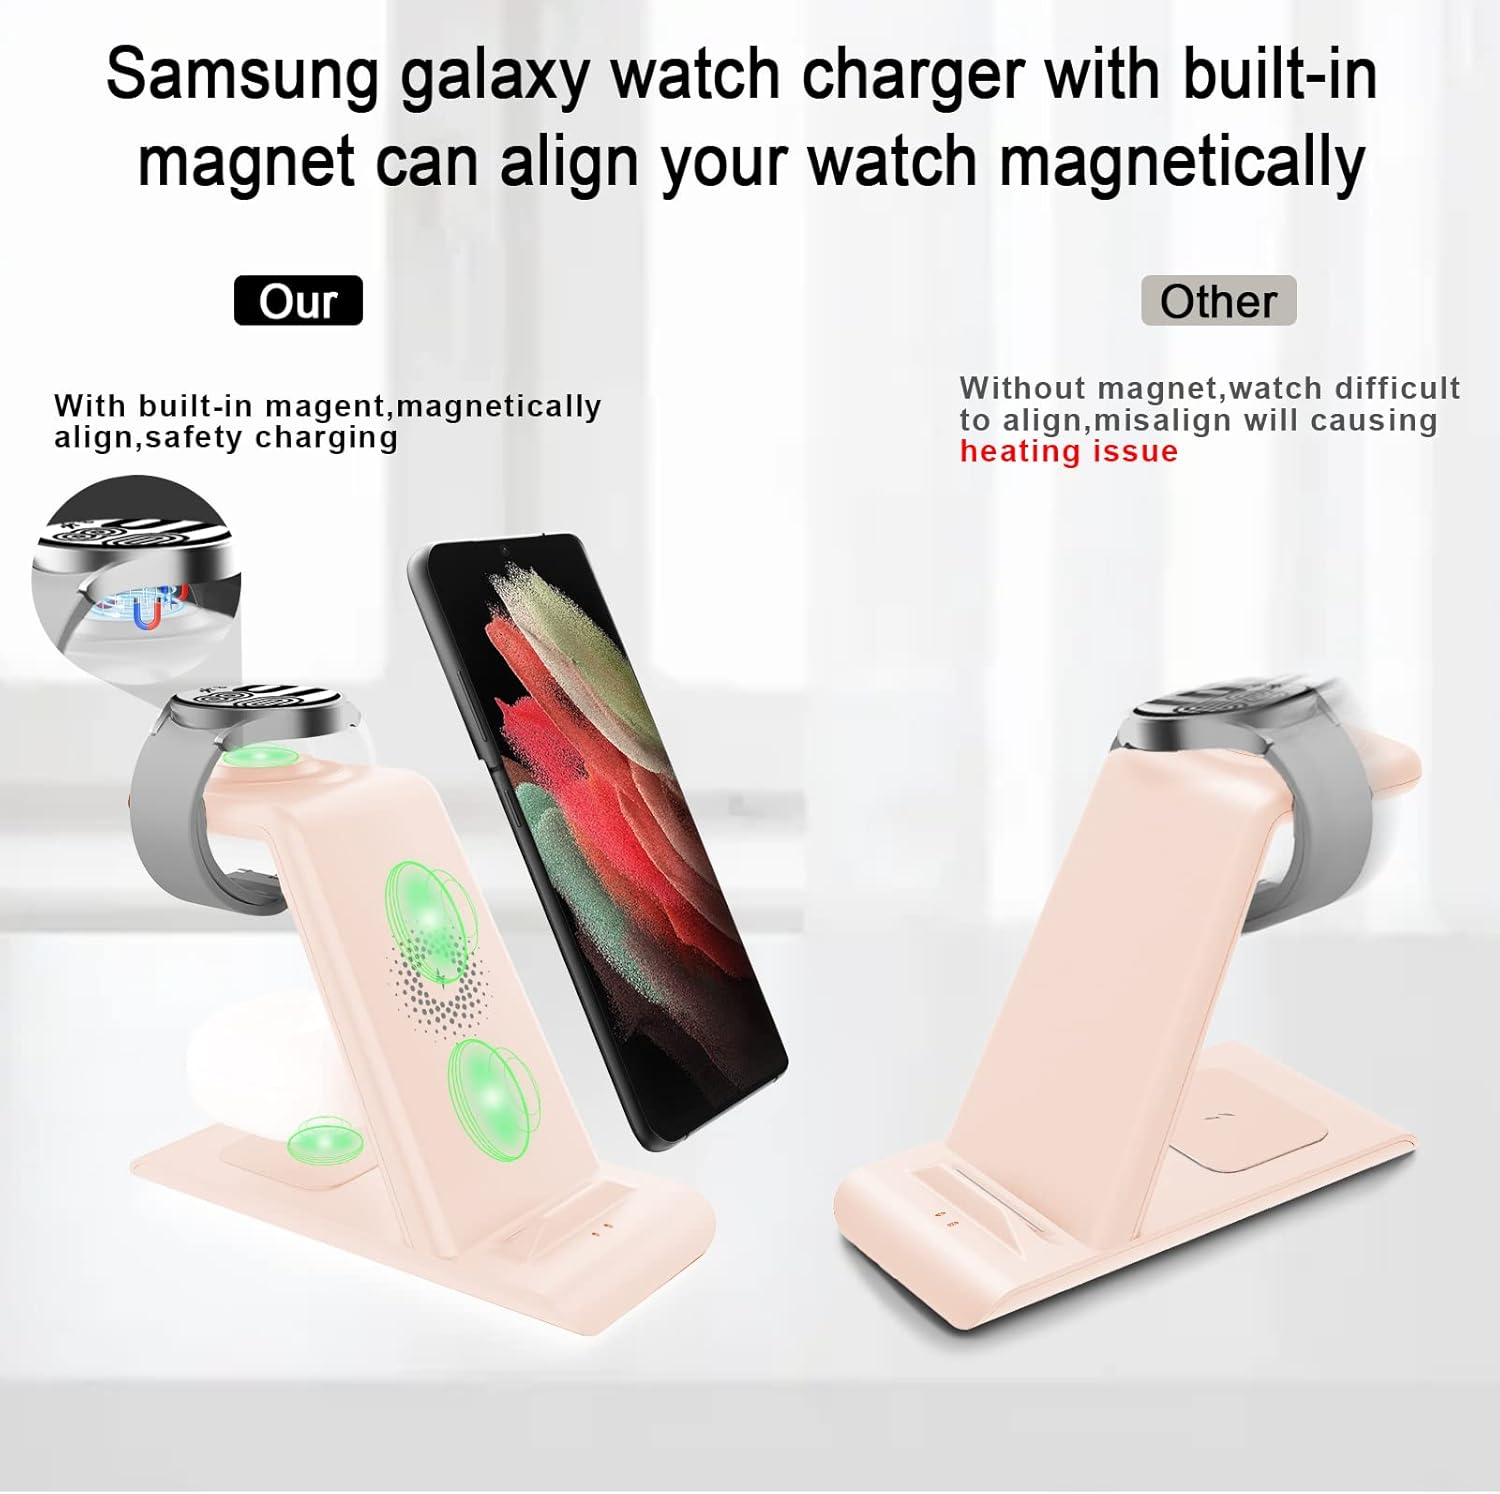 Samsung galaxy watch charger with built-in
magnet can align your watch magnetically
Our
Other
With built-in magent,magnetically
align,safety charging
Without magnet,watch difficult
to align,misalign will causing
heating issue